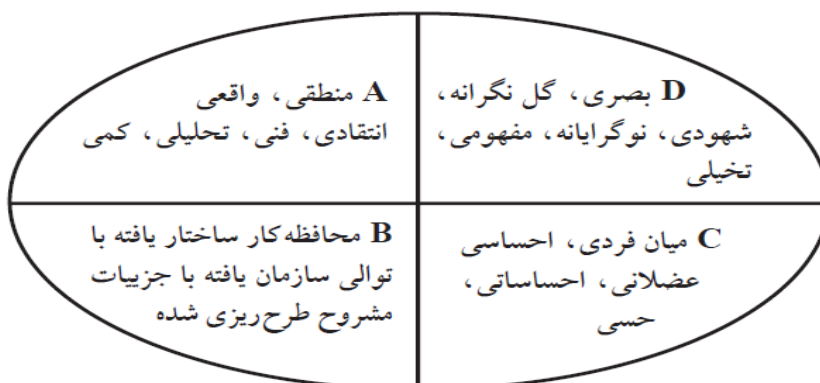 A منطقی، واقعی
انتقادی، فنی، تحلیلی، کمی
D بصری، گل نگرانه،
شهودی، نوگرایانه، مفهومی،
تخیلی
B محافظه‌کار ساختار یافته با
توالی سازمان یافته با جزییات
مشروح طرح‌ریزی شده
C میان فردی، احساسی
عضلانی، احساساتی،
حسی